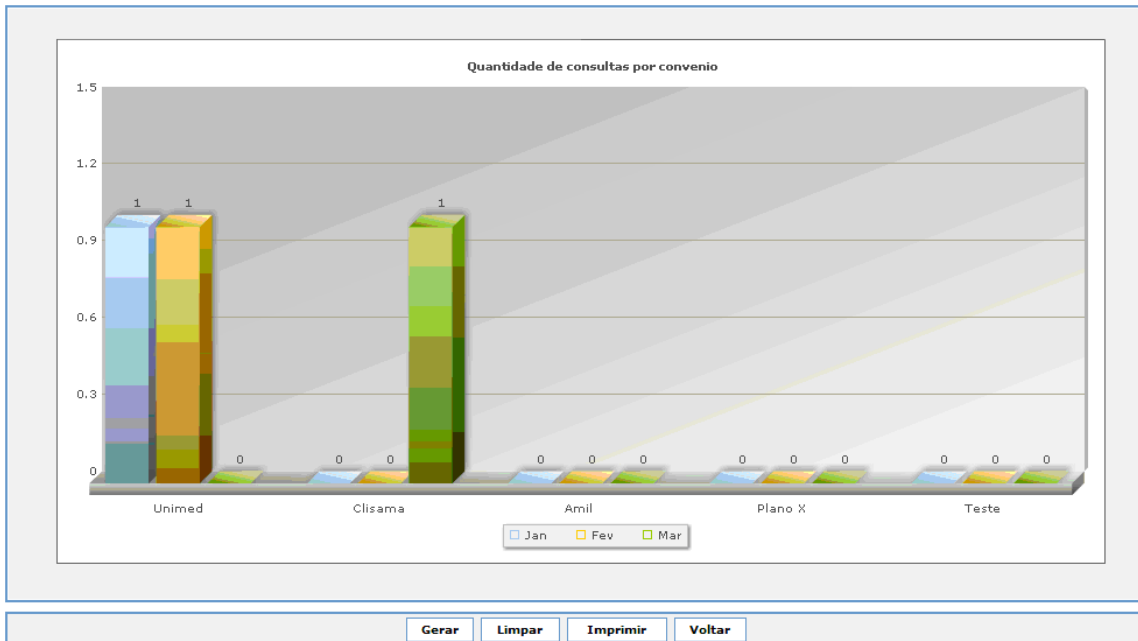 Quantidade de consultas por convenio
1.5
1.2
1 1 1
0.9
0.6
0.3
0 0 0 0 0 0 0 0 0 0 0 0 0
Unimed Clisama Amil Plano X Teste
Jan Fev Mar
Gerar Limpar Imprimir Voltar